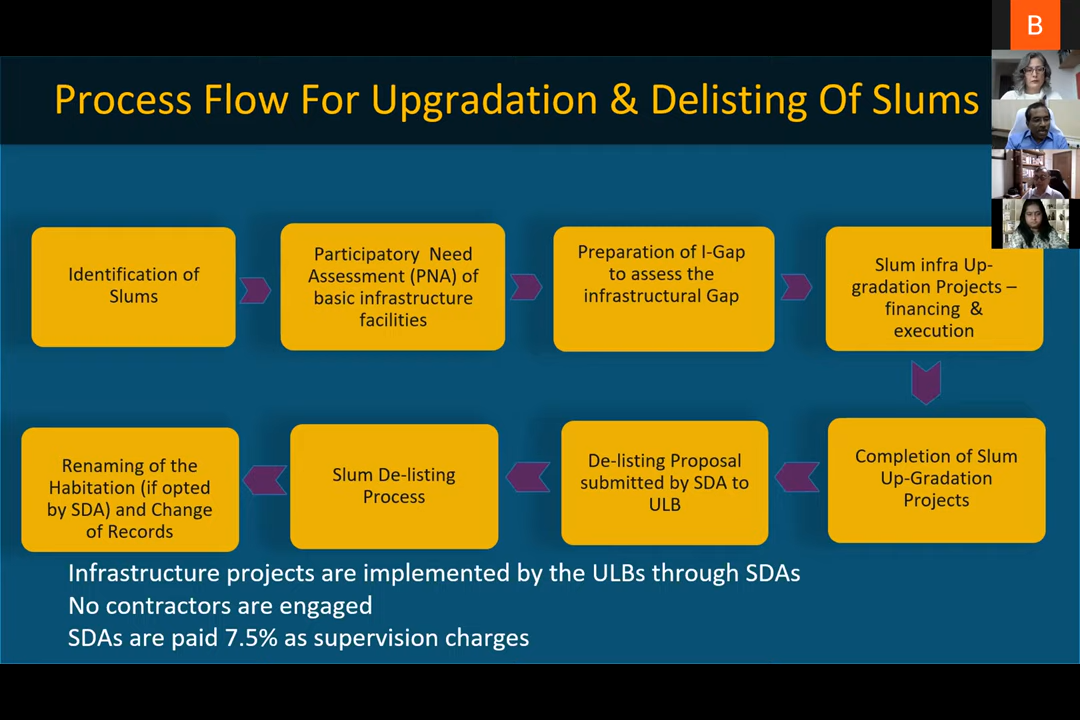 B
Process Flow For Upgradation & Delisting Of Slums
Identification of
Slums
Participatory Need
Assessment (PNA) of
basic infrastructure
facilities
Preparation of I-Gap
to assess the
infrastructural Gap
Slum infra Up-
gradation Projects –
financing &
execution
Completion of Slum
Up-Gradation
Projects
De-listing Proposal
submitted by SDA to
ULB
Slum De-listing
Process
Renaming of the
Habitation (if opted
by SDA) and Change
of Records
Infrastructure projects are implemented by the ULBs through SDAs
No contractors are engaged
SDAs are paid 7.5% as supervision charges